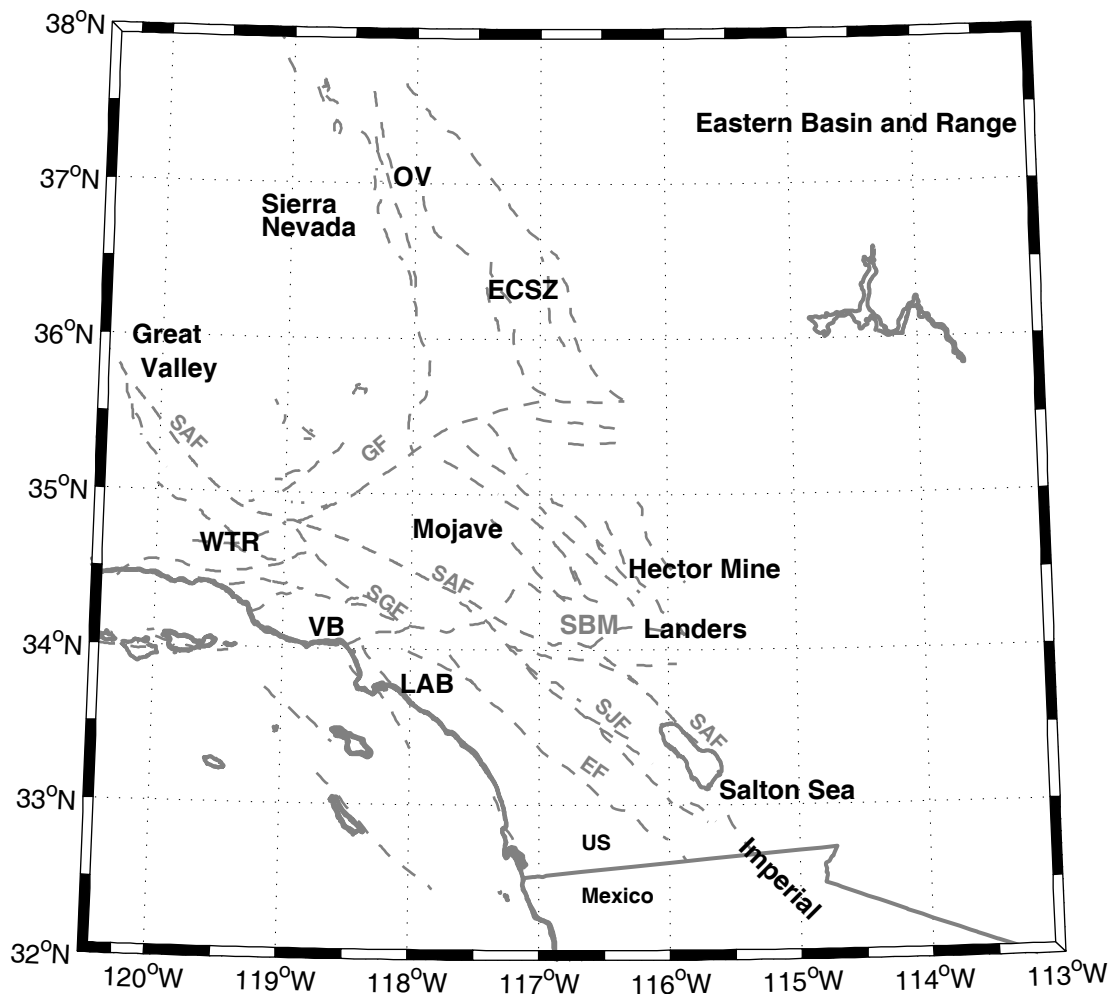 38°N
Eastern Basin and Range
37°N
OV
Sierra
Nevada
ECSZ
36°N
Great
Valley
SAF
GF
35°N
Mojave
WTR
Hector Mine
SAF
SGF
SBM
Landers
VB
34°N
LAB
SJF
SAF
EF
33°N
Salton Sea
US
Imperial
Mexico
32°N
120°W
119°W
118°W
117°W
116°W
115°W
114°W
113°W